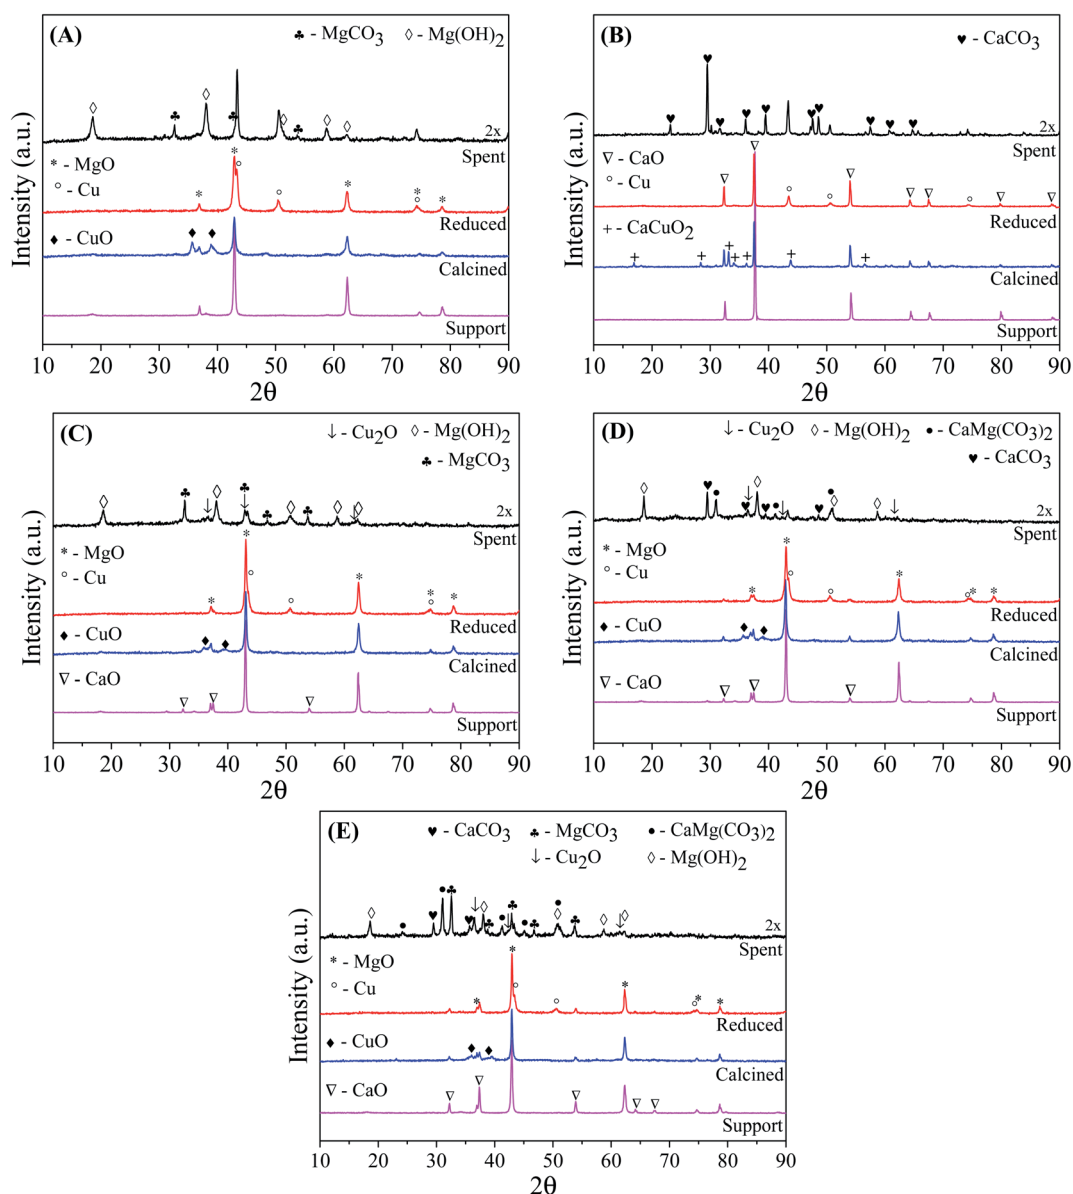 (A)
♣ - MgCO3 ◊ - Mg(OH)2
2x
Spent
* - MgO
○ - Cu
Reduced
♦ - CuO
Calcined
Support
Intensity (a.u.)
10 20 30 40 50 60 70 80 90
2θ
(B)
♥ - CaCO3
2x
Spent
▽ - CaO
○ - Cu
Reduced
+ - CaCuO2
Calcined
Support
Intensity (a.u.)
10 20 30 40 50 60 70 80 90
2θ
(C)
↓ - Cu2O ◊ - Mg(OH)2
♣ - MgCO3
2x
Spent
* - MgO
○ - Cu
Reduced
♦ - CuO
Calcined
▽ - CaO
Support
Intensity (a.u.)
10 20 30 40 50 60 70 80 90
2θ
(D)
↓ - Cu2O ◊ - Mg(OH)2 • - CaMg(CO3)2
♥ - CaCO3
2x
Spent
* - MgO
○ - Cu
Reduced
♦ - CuO
Calcined
▽ - CaO
Support
Intensity (a.u.)
10 20 30 40 50 60 70 80 90
2θ
(E)
♥ - CaCO3 ♣ - MgCO3 • - CaMg(CO3)2
↓ - Cu2O ◊ - Mg(OH)2
2x
Spent
* - MgO
○ - Cu
Reduced
♦ - CuO
Calcined
▽ - CaO
Support
Intensity (a.u.)
10 20 30 40 50 60 70 80 90
2θ